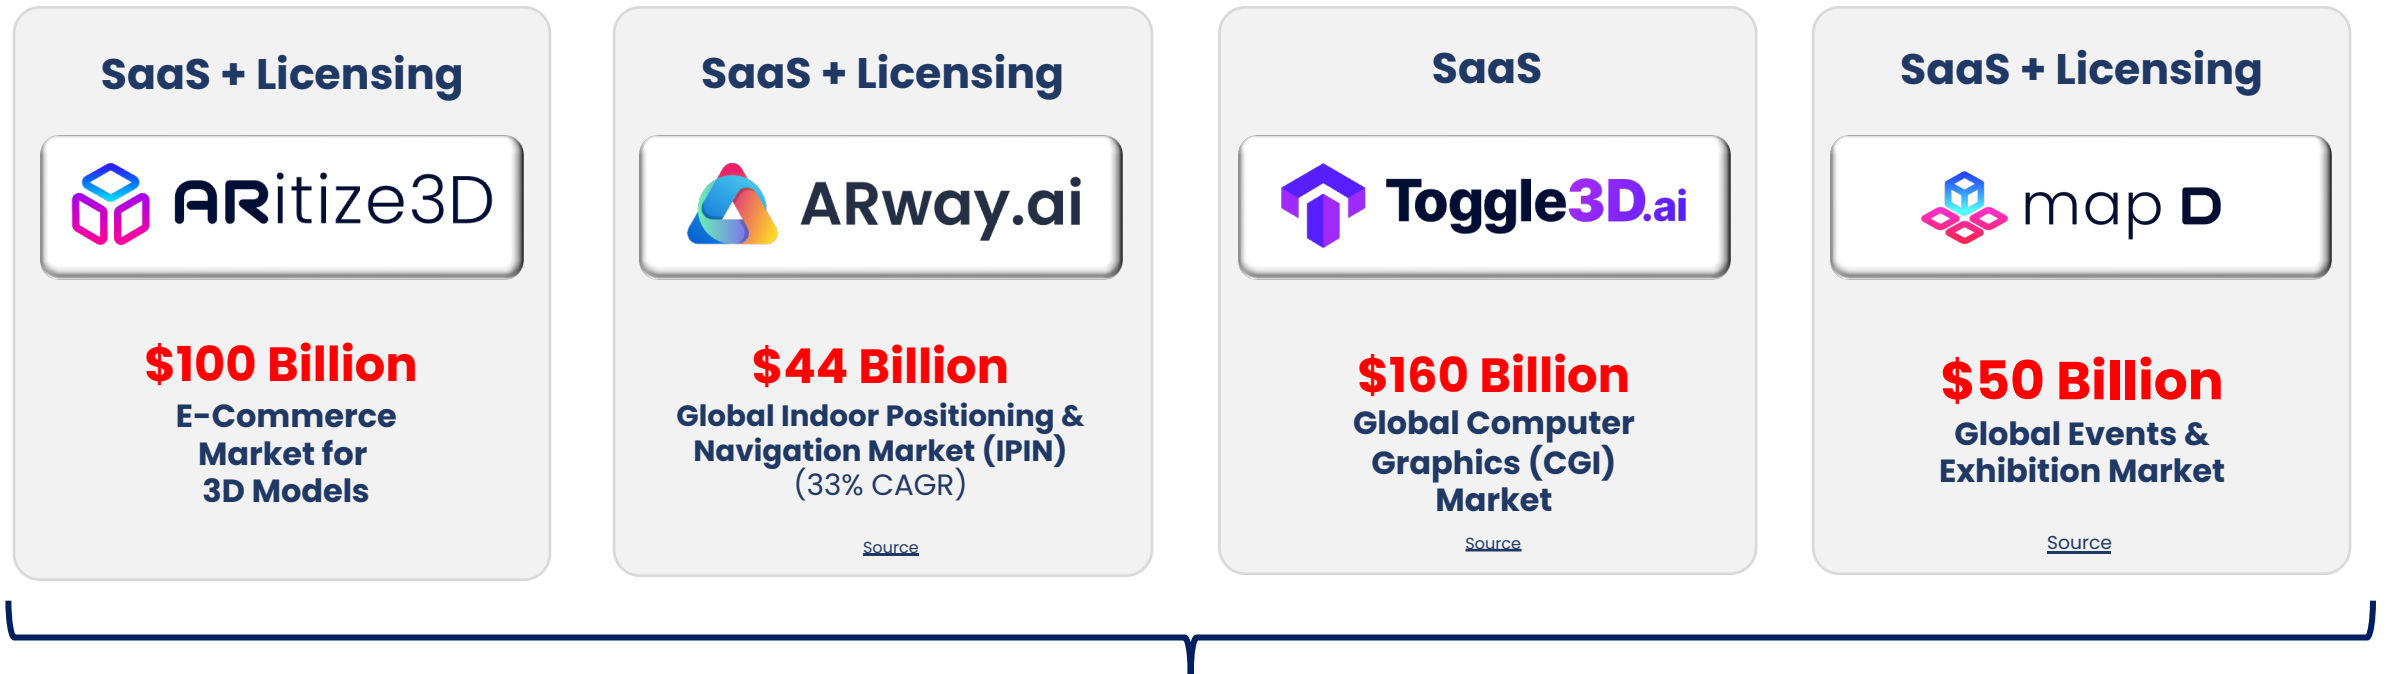 SaaS + Licensing
ARitize3D
$100 Billion
E-Commerce
Market for
3D Models
SaaS + Licensing
ARway.ai
$44 Billion
Global Indoor Positioning &
Navigation Market (IPIN)
(33% CAGR)
Source
SaaS
Toggle3D.ai
$160 Billion
Global Computer
Graphics (CGI)
Market
Source
SaaS + Licensing
map D
$50 Billion
Global Events &
Exhibition Market
Source